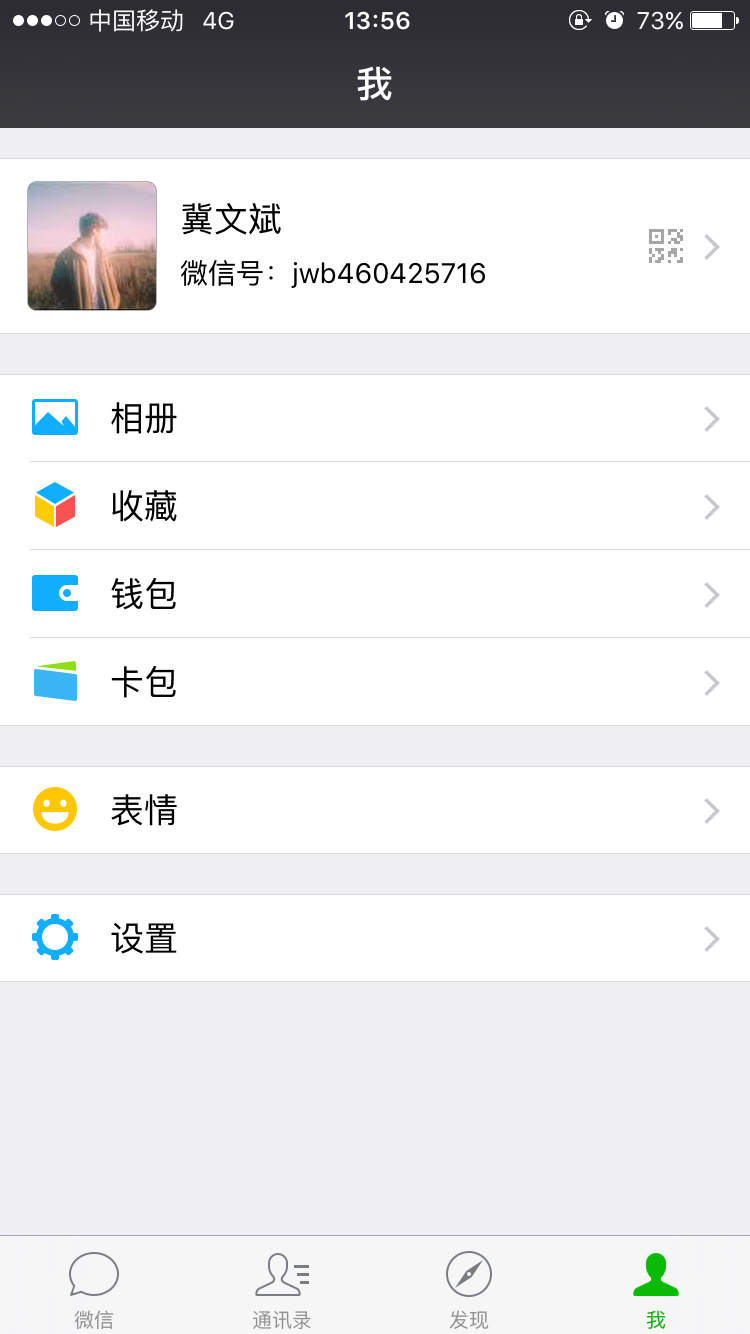 中国移动 4G 13:56 73%
我
冀文斌
微信号：jwb460425716
相册
收藏
钱包
卡包
表情
设置
微信 通讯录 发现 我